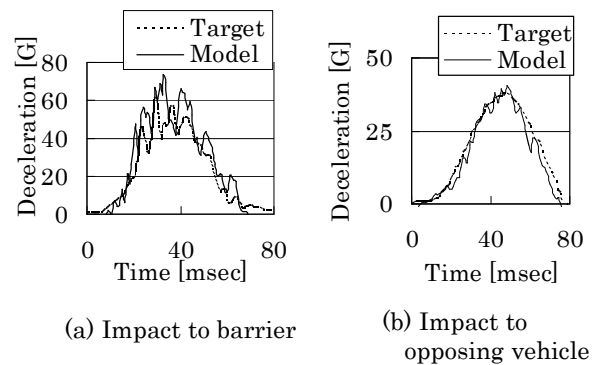 Target
Model
Deceleration [G]
80
60
40
20
0
0 40 80
Time [msec]
(a) Impact to barrier
Target
Model
Deceleration [G]
50
25
0
0 40 80
Time [msec]
(b) Impact to
opposing vehicle